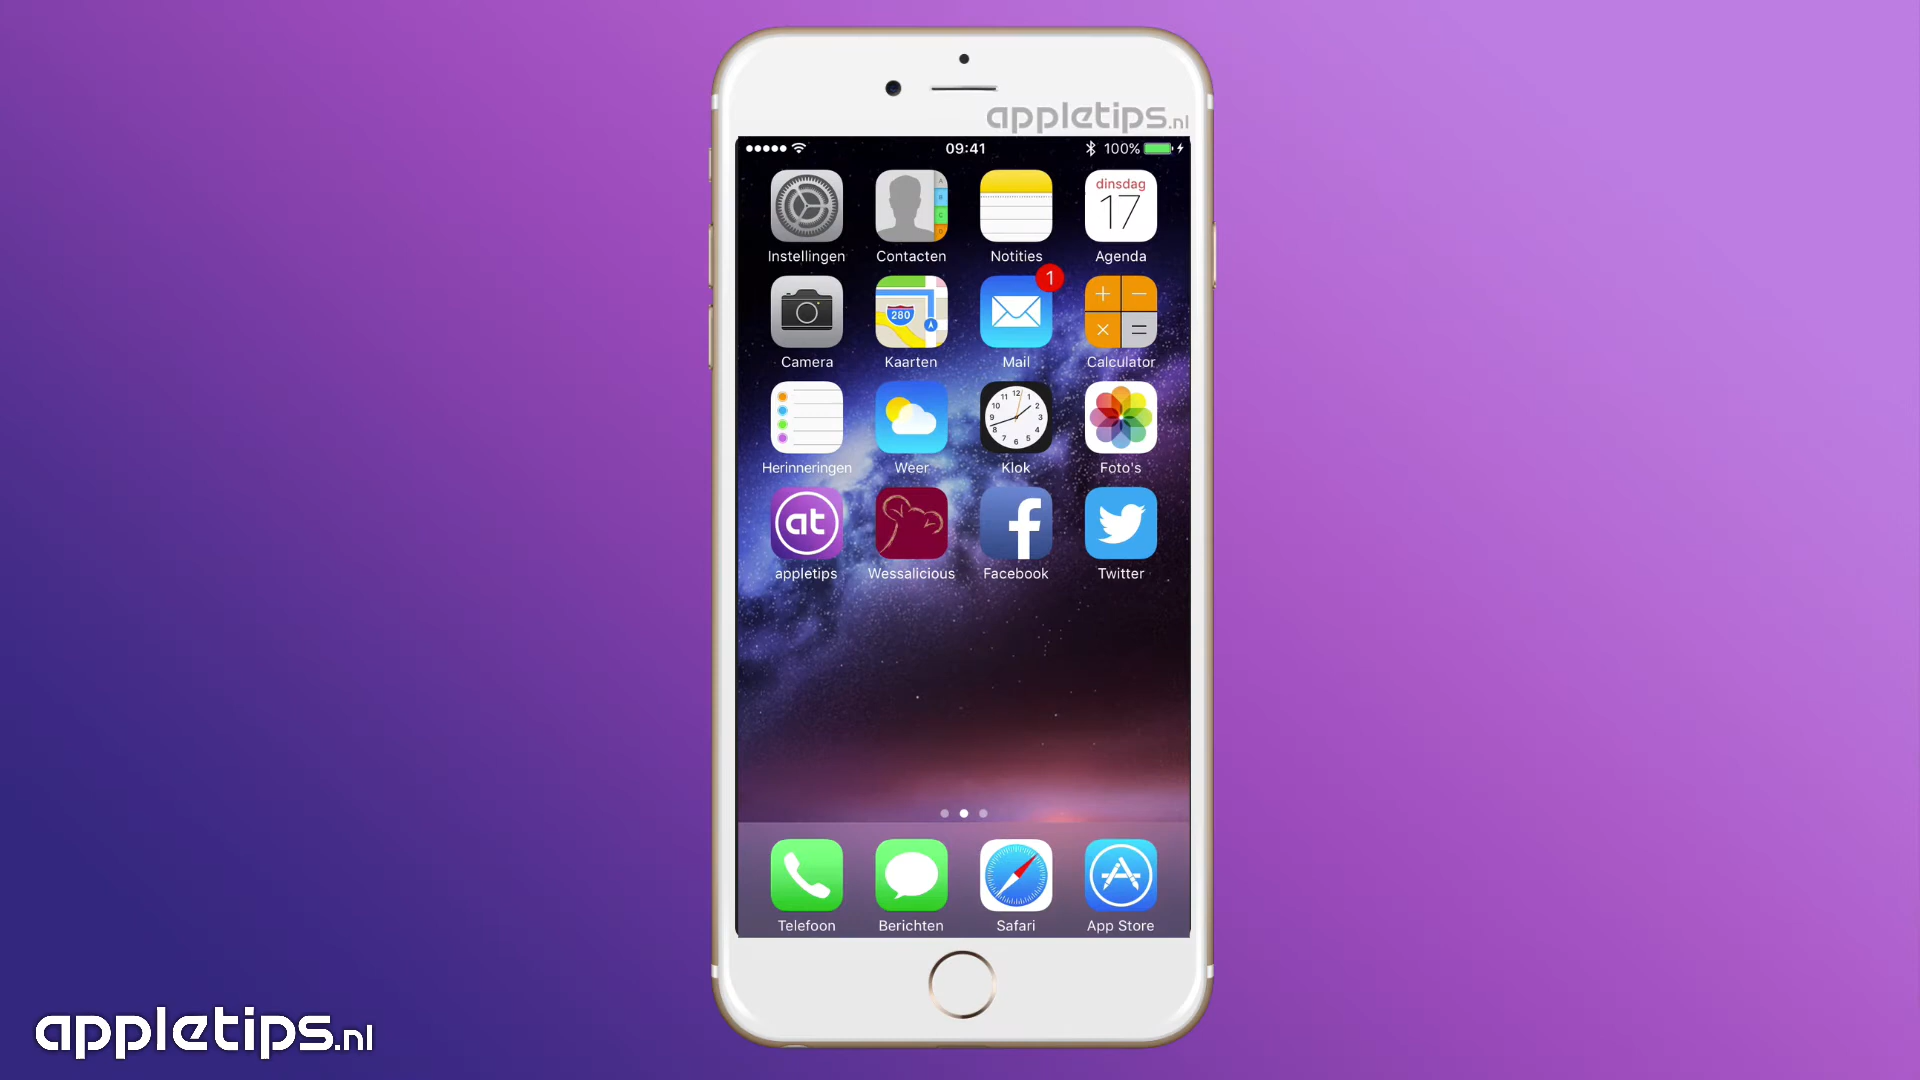 appletips.nl
09:41
100%
dinsdag
17
Instellingen
Contacten
Notities
Agenda
280
1
Camera
Kaarten
Mail
Calculator
Herinneringen
Weer
Klok
Foto's
at
appletips
Wessalicious
Facebook
Twitter
Telefoon
Berichten
Safari
App Store
appletips.nl